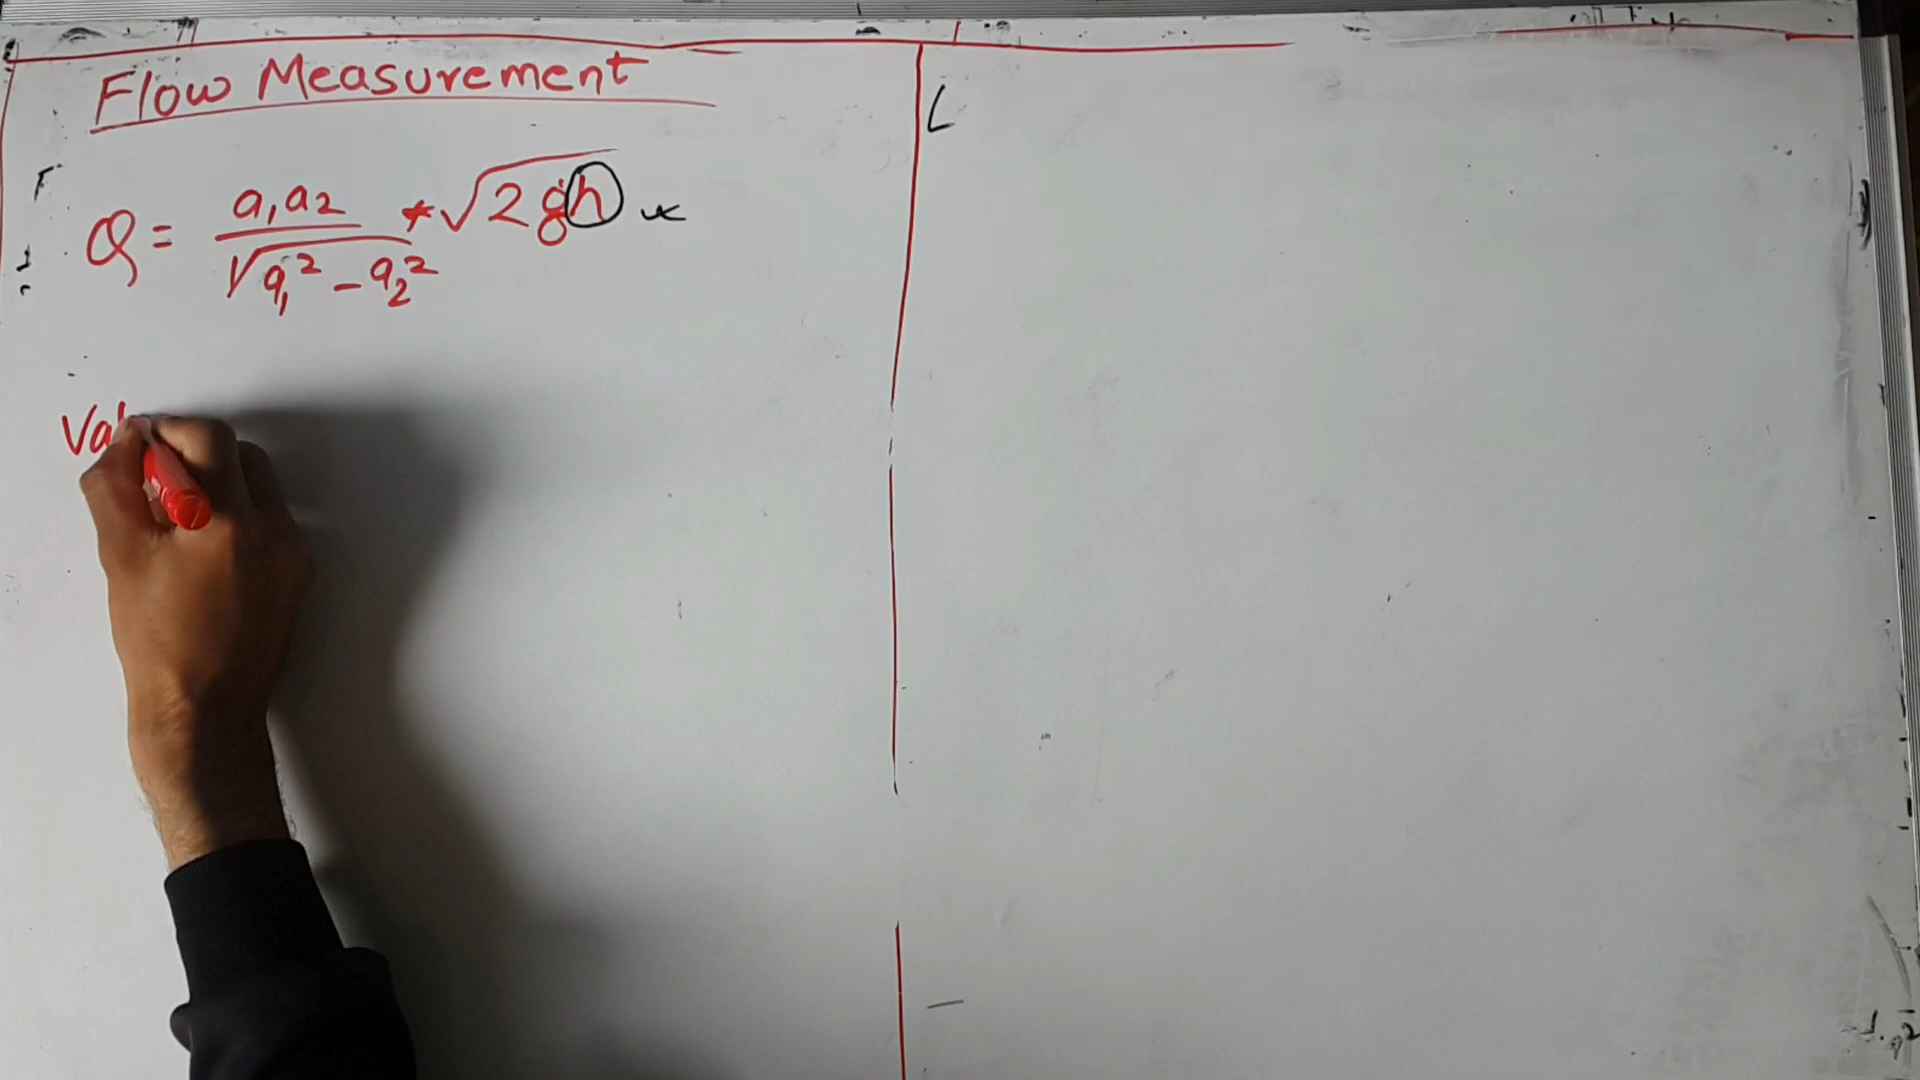 Flow Measurement
Q = a₁a₂ / √(a₁² - a₂²) * √2gh
Val